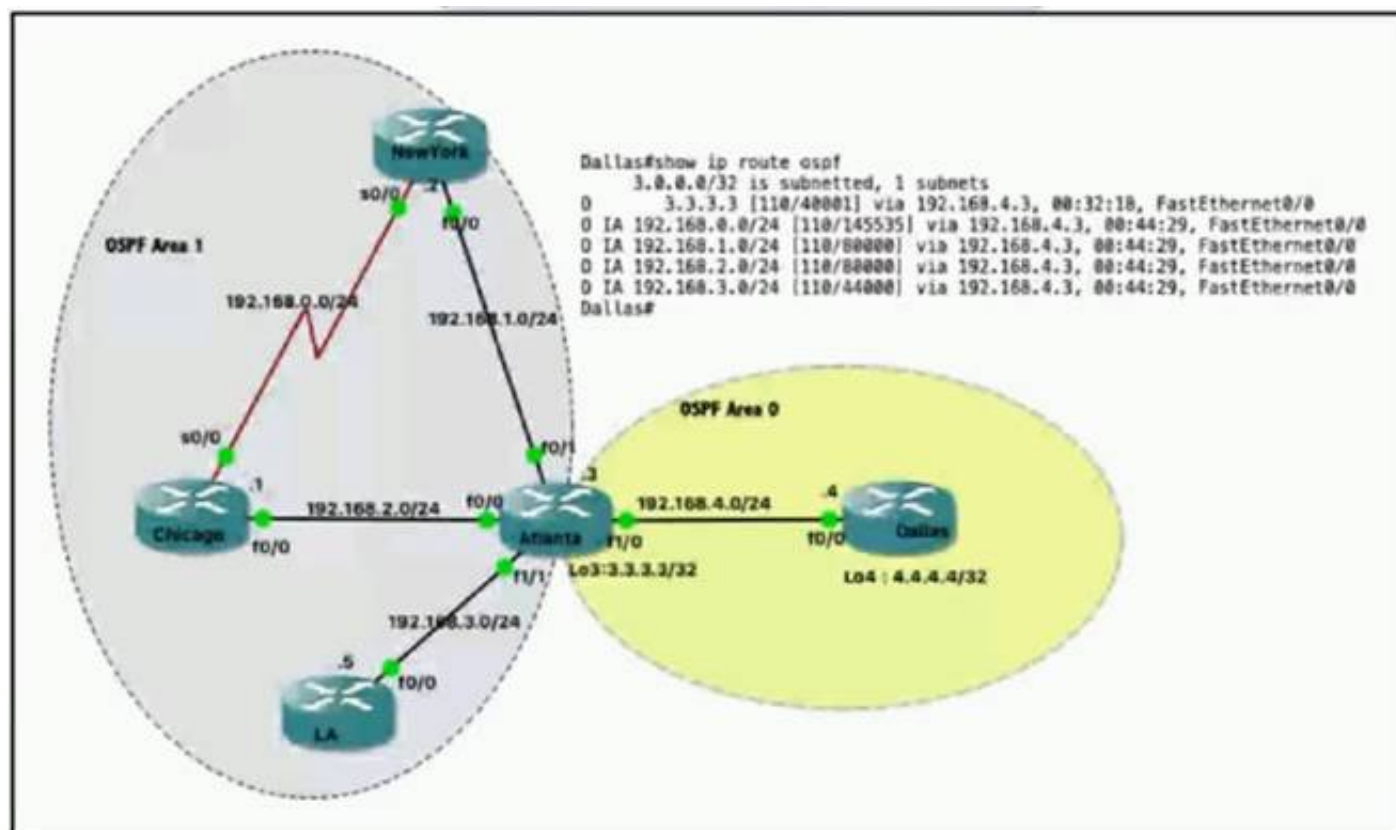 NewYork
.2
s0/0
f0/0
OSPF Area 1
192.168.0.0/24
192.168.1.0/24
Dallas#show ip route ospf
3.0.0.0/32 is subnetted, 1 subnets
O 3.3.3.3 [110/40001] via 192.168.4.3, 00:32:18, FastEthernet0/0
O IA 192.168.0.0/24 [110/145535] via 192.168.4.3, 00:44:29, FastEthernet0/0
O IA 192.168.1.0/24 [110/80000] via 192.168.4.3, 00:44:29, FastEthernet0/0
O IA 192.168.2.0/24 [110/80000] via 192.168.4.3, 00:44:29, FastEthernet0/0
O IA 192.168.3.0/24 [110/44000] via 192.168.4.3, 00:44:29, FastEthernet0/0
Dallas#
OSPF Area 0
s0/0
f0/1
.1
.3
Chicago
f0/0
192.168.2.0/24
f0/0
Atlanta
f1/0
192.168.4.0/24
.4
f0/0
Dallas
Lo3:3.3.3.3/32
Lo4 : 4.4.4.4/32
f1/1
192.168.3.0/24
.5
f0/0
LA